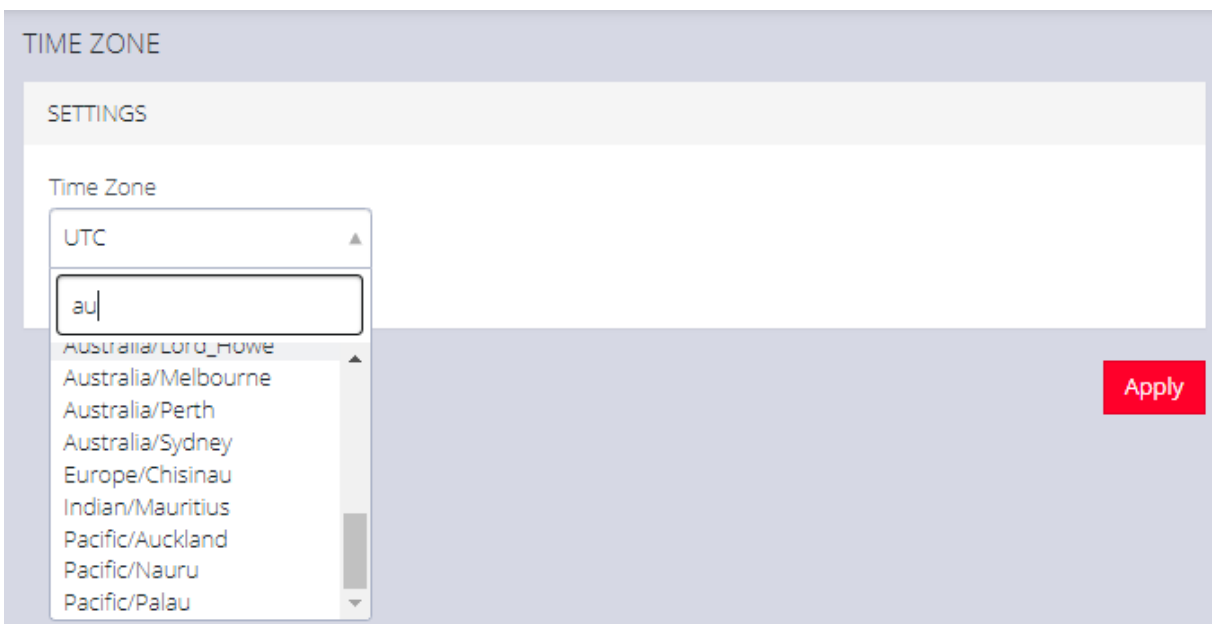 TIME ZONE
SETTINGS
Time Zone
UTC
au
Australia/Lord_Howe
Australia/Melbourne
Australia/Perth
Australia/Sydney
Europe/Chisinau
Indian/Mauritius
Pacific/Auckland
Pacific/Nauru
Pacific/Palau
Apply